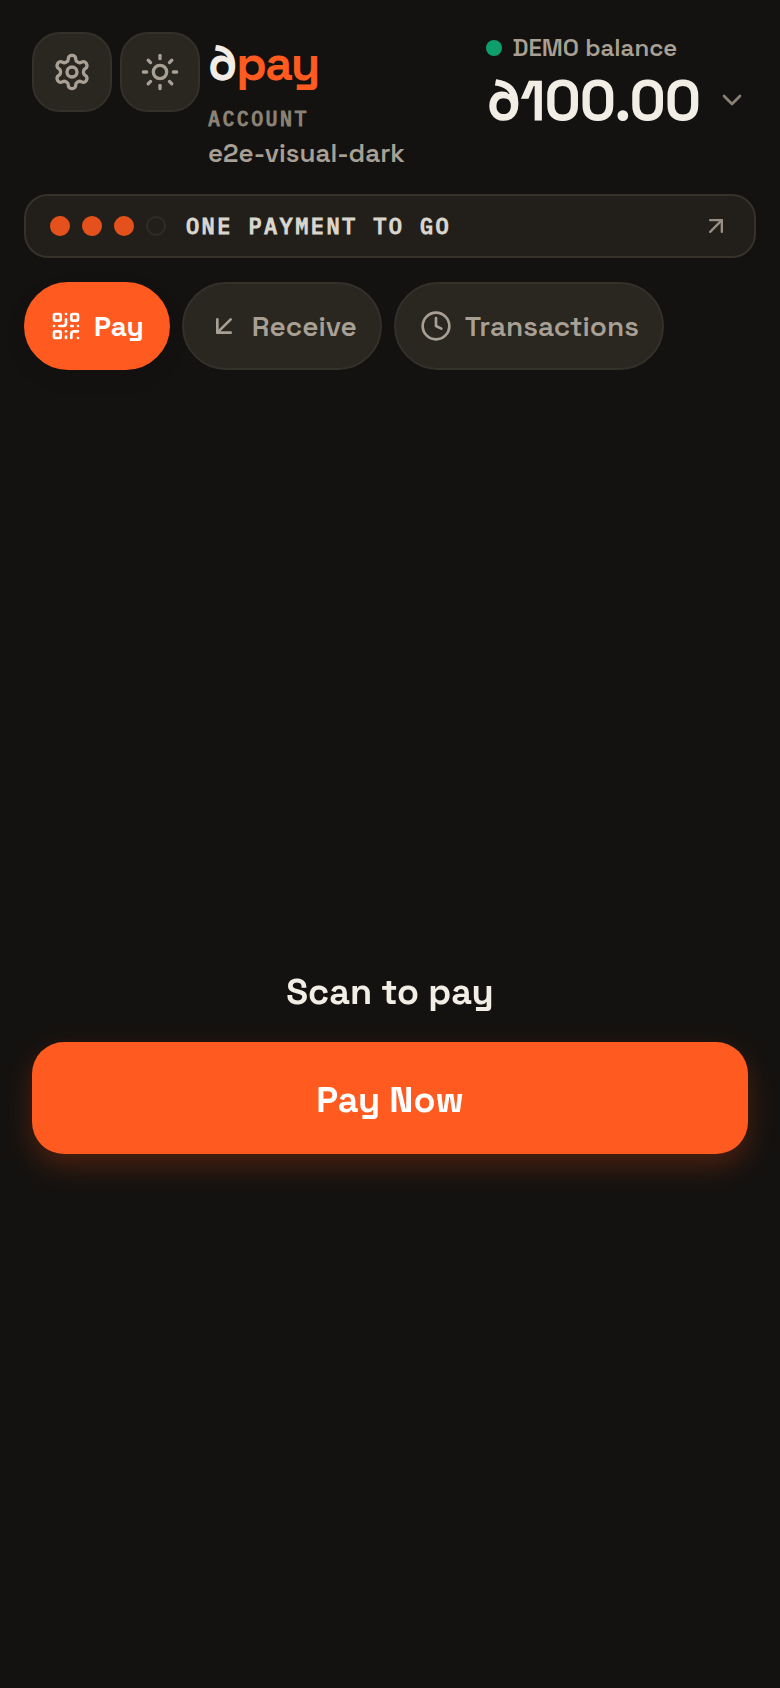 ∂pay
ACCOUNT
e2e-visual-dark
DEMO balance
∂100.00
ONE PAYMENT TO GO
Pay
Receive
Transactions
Scan to pay
Pay Now